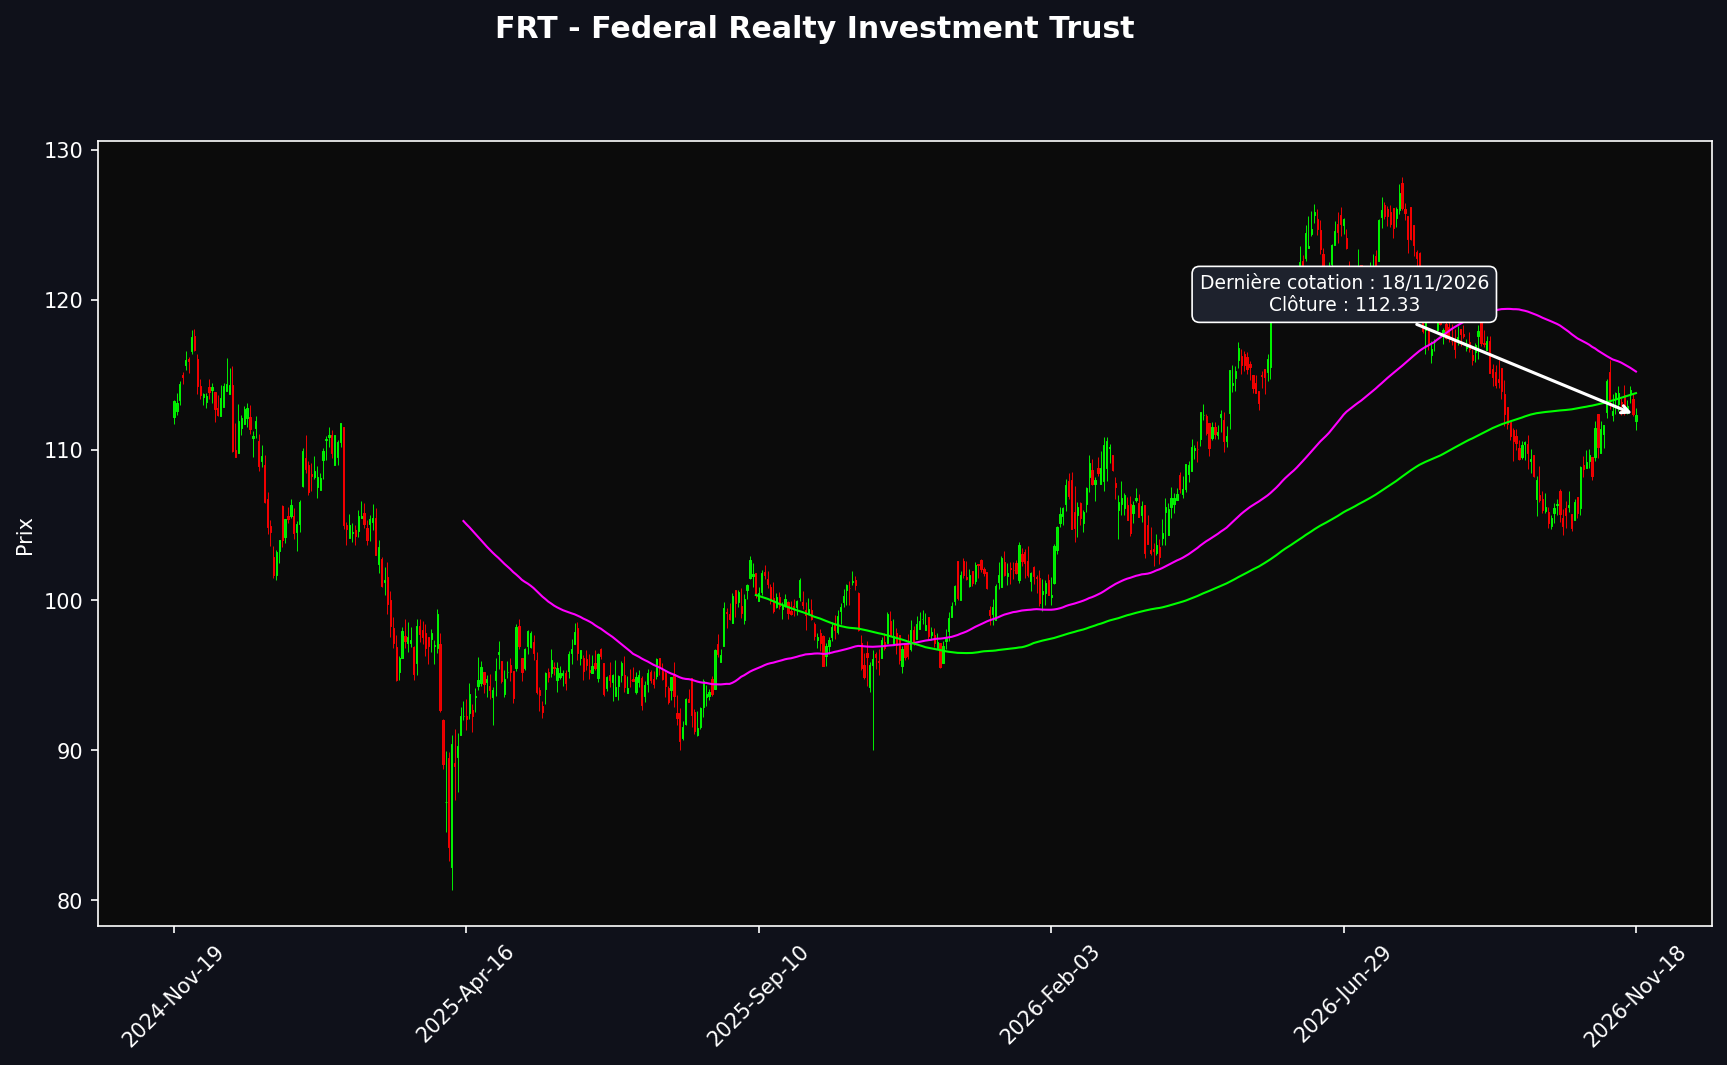 FRT - Federal Realty Investment Trust
130
120
110
100
90
80
Prix
Dernière cotation : 18/11/2026
Clôture : 112.33
2024-Nov-19
2025-Apr-16
2025-Sep-10
2026-Feb-03
2026-Jun-29
2026-Nov-18